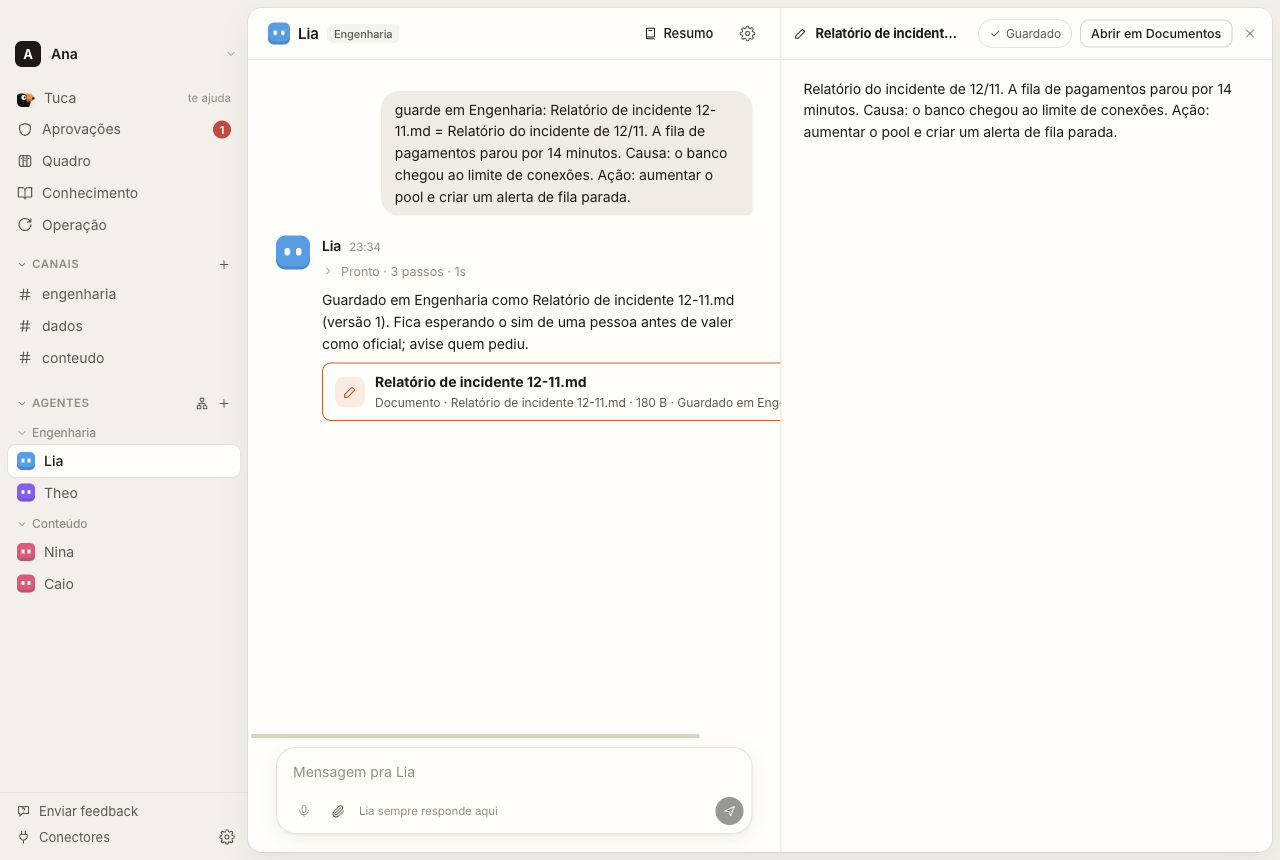 A
Ana
Tuca
te ajuda
Aprovações
1
Quadro
Conhecimento
Operação
CANAIS
engenharia
dados
conteudo
AGENTES
Engenharia
Lia
Theo
Conteúdo
Nina
Caio
Enviar feedback
Conectores
Lia
Engenharia
Resumo
guarde em Engenharia: Relatório de incidente 12-
11.md = Relatório do incidente de 12/11. A fila de
pagamentos parou por 14 minutos. Causa: o banco
chegou ao limite de conexões. Ação: aumentar o
pool e criar um alerta de fila parada.
Lia 23:34
Pronto · 3 passos · 1s
Guardado em Engenharia como Relatório de incidente 12-11.md
(versão 1). Fica esperando o sim de uma pessoa antes de valer
como oficial; avise quem pediu.
Relatório de incidente 12-11.md
Documento · Relatório de incidente 12-11.md · 180 B · Guardado em Eng
Mensagem pra Lia
Lia sempre responde aqui
Relatório de incident...
Guardado
Abrir em Documentos
Relatório do incidente de 12/11. A fila de pagamentos parou por 14
minutos. Causa: o banco chegou ao limite de conexões. Ação:
aumentar o pool e criar um alerta de fila parada.